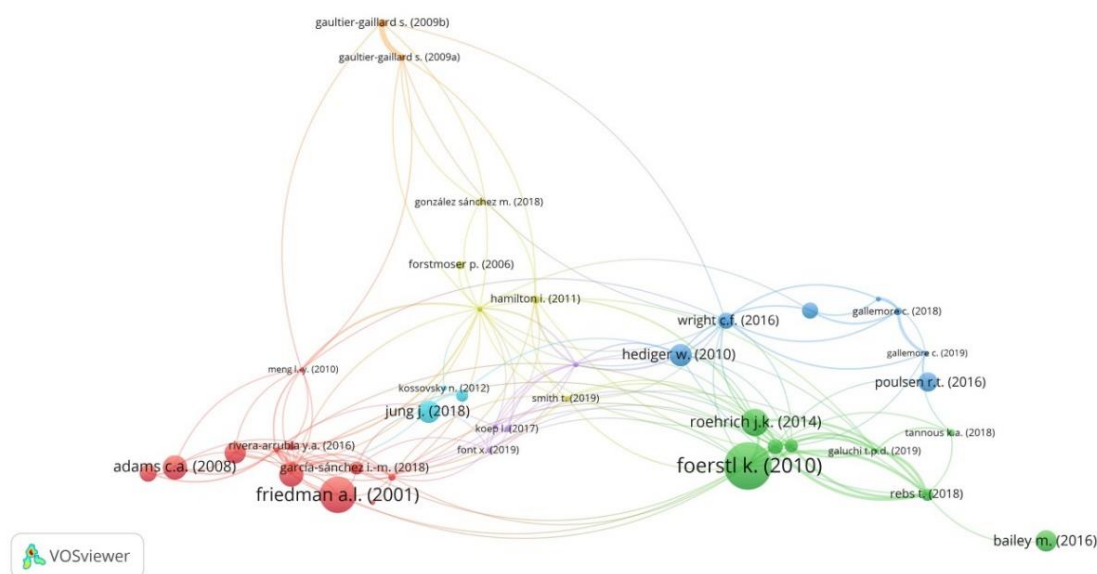 gaultier-gaillard s. (2009b)
gaultier-gaillard s. (2009a)
gonzález sánchez m. (2018)
forstmoser p. (2006)
hamilton i. (2011)
gallemore c. (2018)
wright c.f. (2016)
hediger w. (2010)
gallemore c. (2019)
meng l.-y. (2010)
poulsen r.t. (2016)
kossovsky n. (2012)
smith t. (2019)
jung j. (2018)
roehrich j.k. (2014)
koep l. (2017)
tannous k.a. (2018)
rivera-arrubla y.a. (2016)
font x. (2019)
galuchi t.p.d. (2019)
adams c.a. (2008)
garcía-sánchez i.-m. (2018)
foerstl k. (2010)
friedman a.l. (2001)
rebs t. (2018)
bailey m. (2016)
VOSviewer